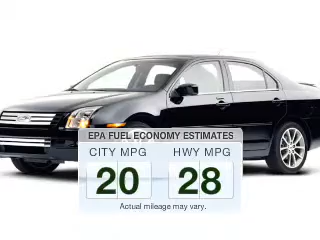 EPA FUEL ECONOMY ESTIMATES
CITY MPG HWY MPG
20 28
Actual mileage may vary.